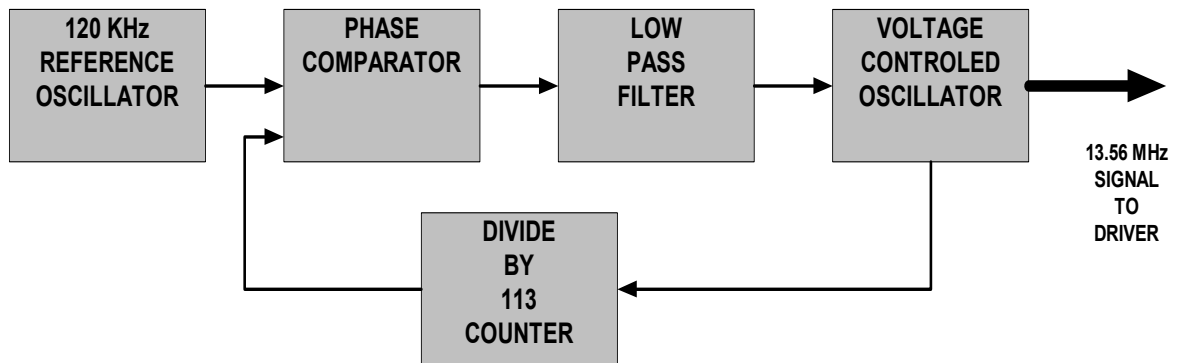 120 KHz
REFERENCE
OSCILLATOR
PHASE
COMPARATOR
LOW
PASS
FILTER
VOLTAGE
CONTROLED
OSCILLATOR
13.56 MHz
SIGNAL
TO
DRIVER
DIVIDE
BY
113
COUNTER